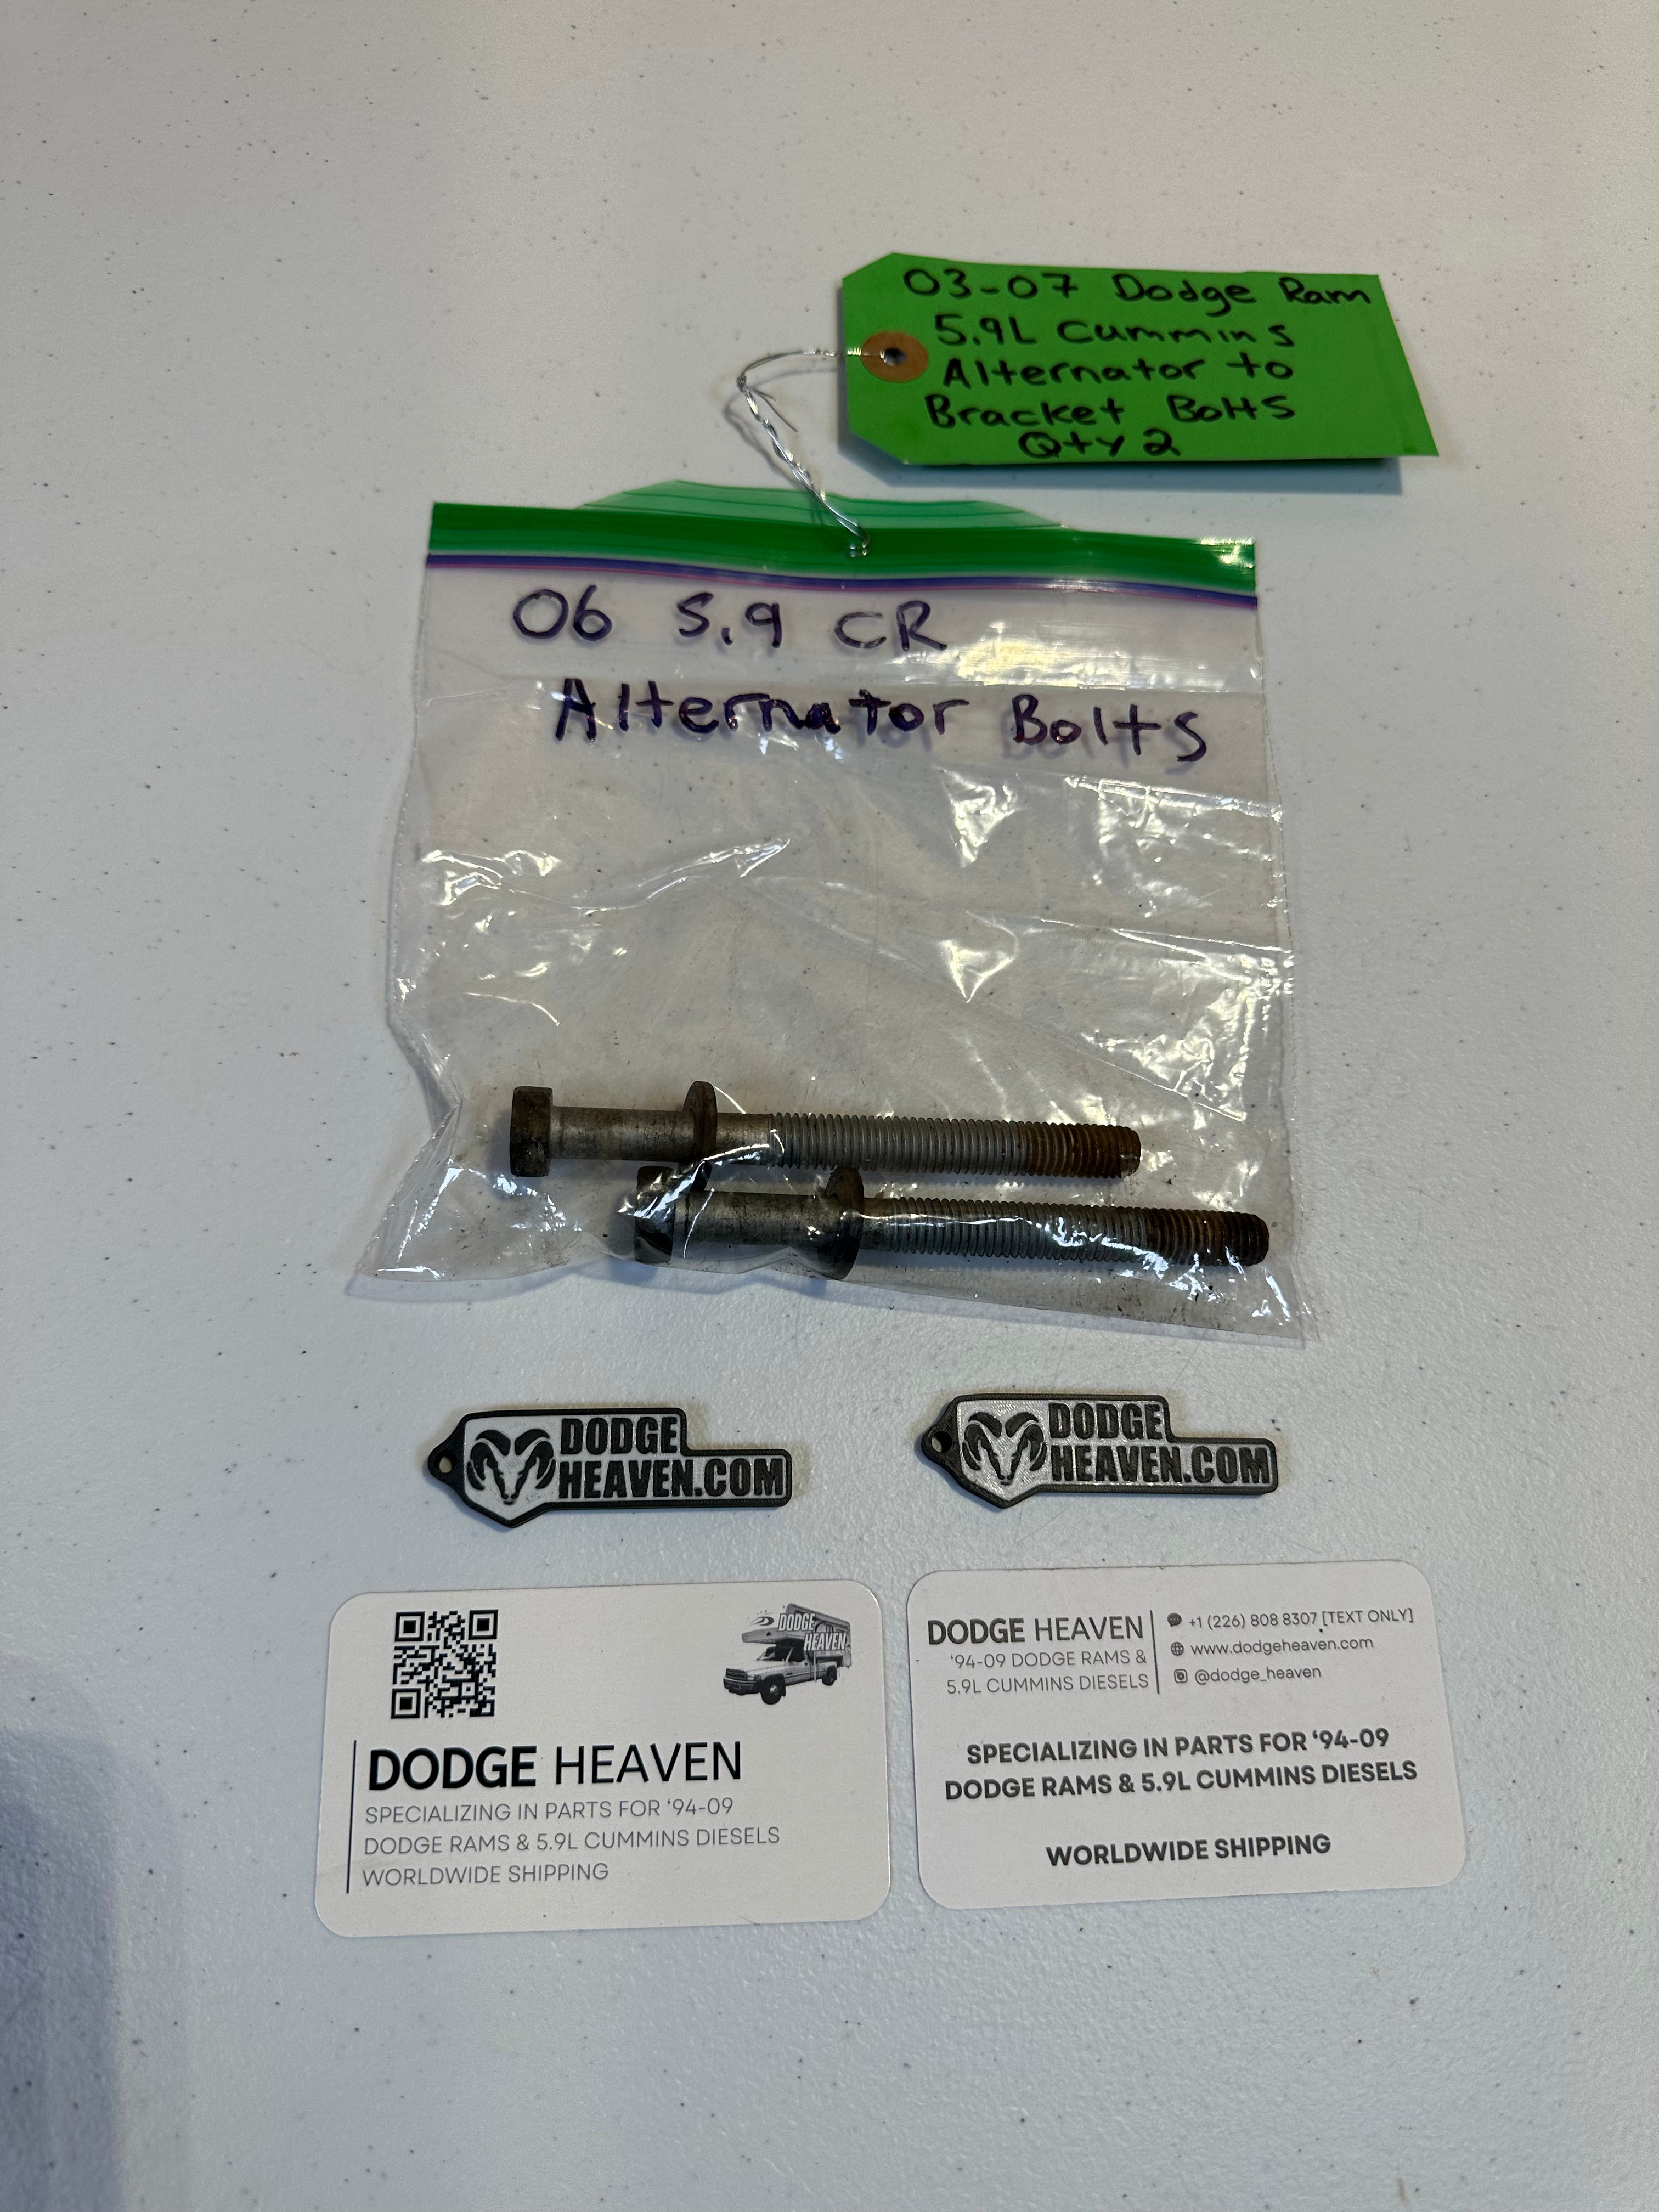 03-07 Dodge Ram
5.9L Cummins
Alternator to
Bracket Bolts
Qty 2
06 5.9 CR
Alternator Bolts
DODGE
HEAVEN.COM
DODGE
HEAVEN.COM
DODGE
HEAVEN
DODGE HEAVEN
SPECIALIZING IN PARTS FOR ‘94-09
DODGE RAMS & 5.9L CUMMINS DIESELS
WORLDWIDE SHIPPING
DODGE HEAVEN
‘94-09 DODGE RAMS &
5.9L CUMMINS DIESELS
+1 (226) 808 8307 [TEXT ONLY]
www.dodgeheaven.com
@dodge_heaven
SPECIALIZING IN PARTS FOR ‘94-09
DODGE RAMS & 5.9L CUMMINS DIESELS
WORLDWIDE SHIPPING